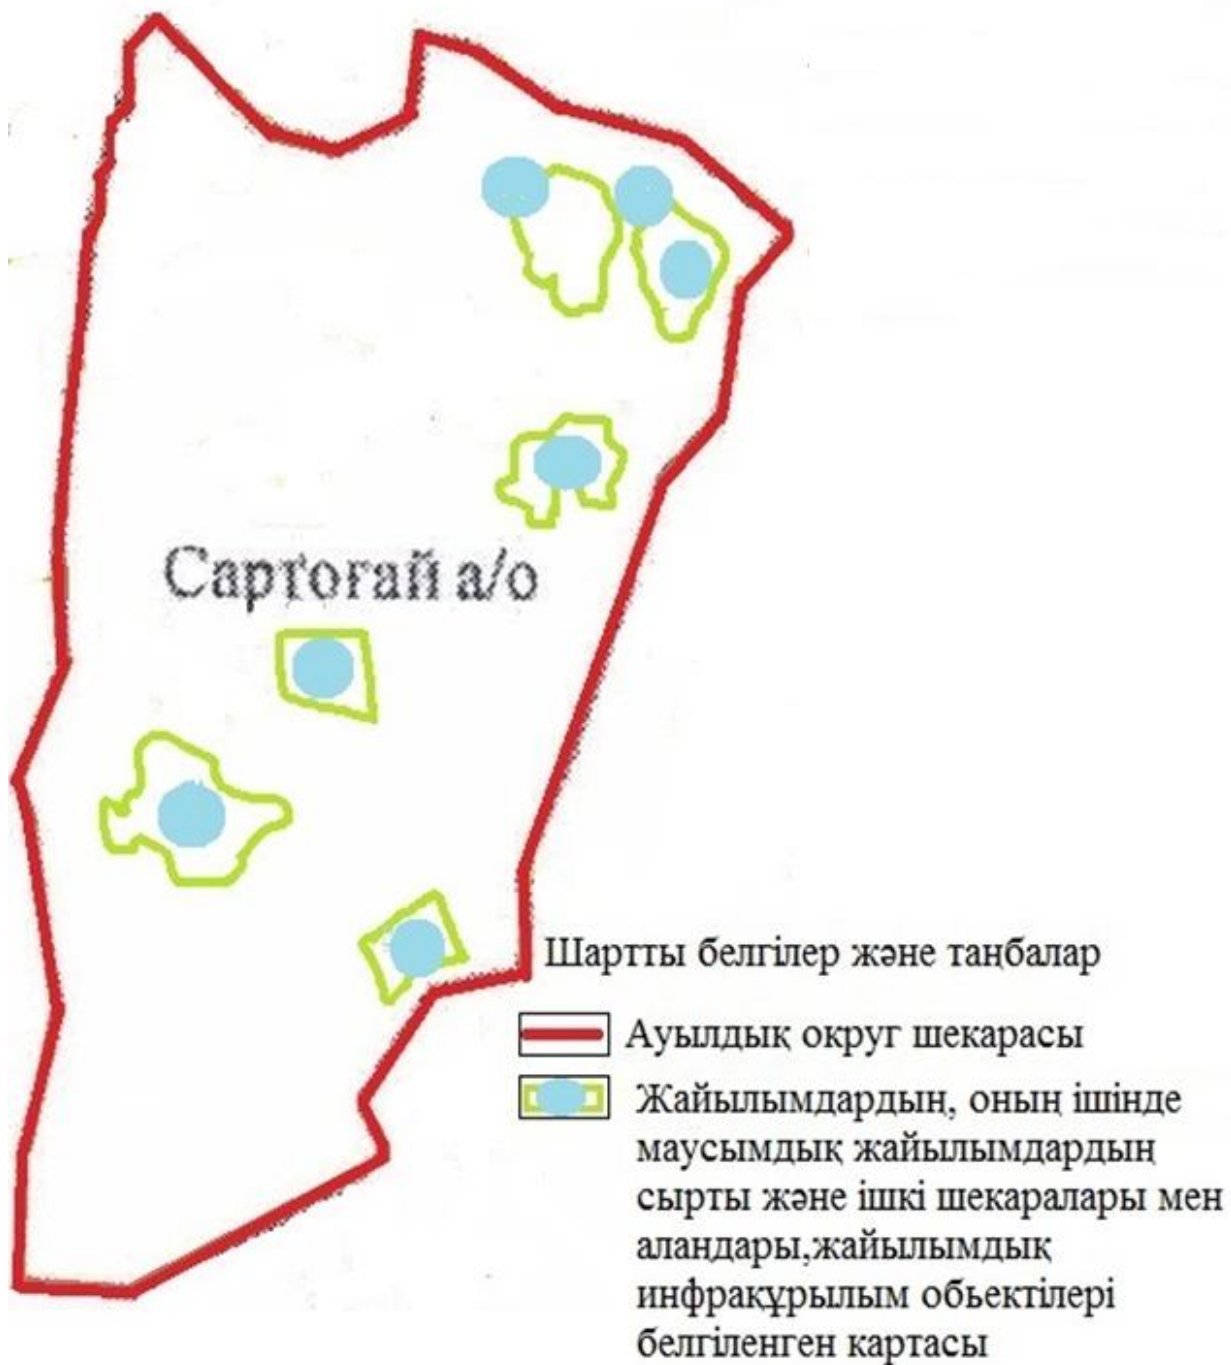 Сартоғай а/о
Шартты белгілер және таңбалар
Ауылдық округ шекарасы
Жайылымдардың, оның ішінде
маусымдық жайылымдардың
сырты және ішкі шекаралары мен
аландары,жайылымдық
инфрақұрылым обьектілері
белгіленген картасы